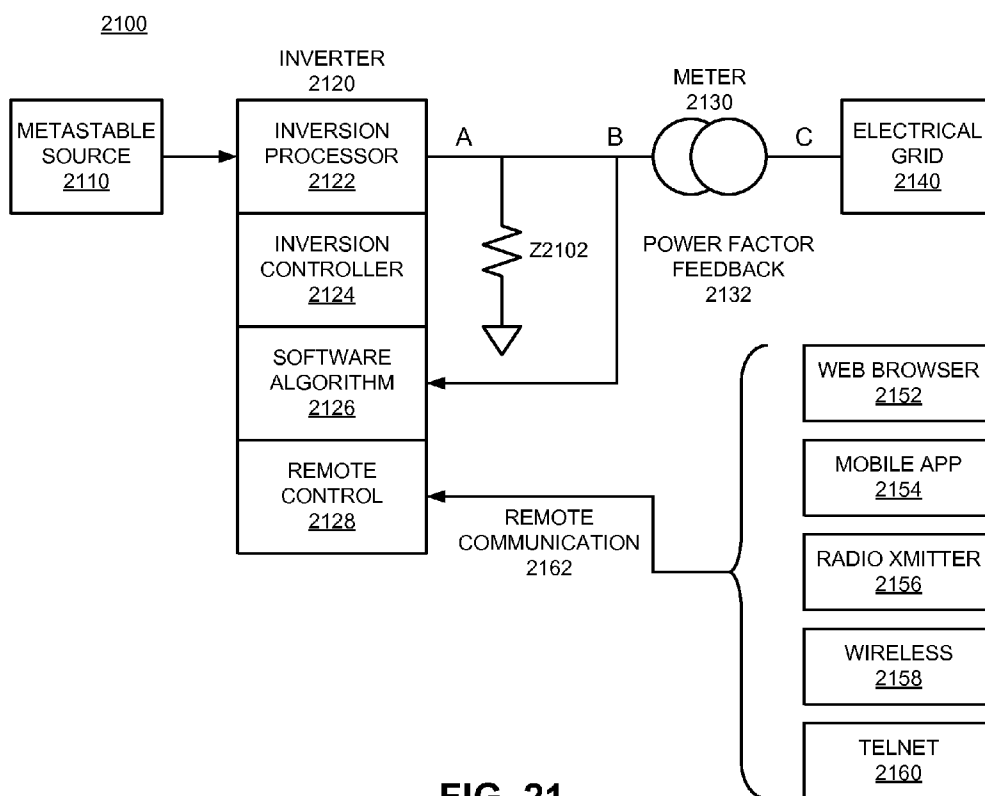 2100
INVERTER
2120
METER
2130
METASTABLE
SOURCE
2110
INVERSION
PROCESSOR
2122
A
B
C
ELECTRICAL
GRID
2140
INVERSION
CONTROLLER
2124
Z2102
POWER FACTOR
FEEDBACK
2132
SOFTWARE
ALGORITHM
2126
REMOTE
CONTROL
2128
REMOTE
COMMUNICATION
2162
WEB BROWSER
2152
MOBILE APP
2154
RADIO XMITTER
2156
WIRELESS
2158
TELNET
2160
FIG. 21